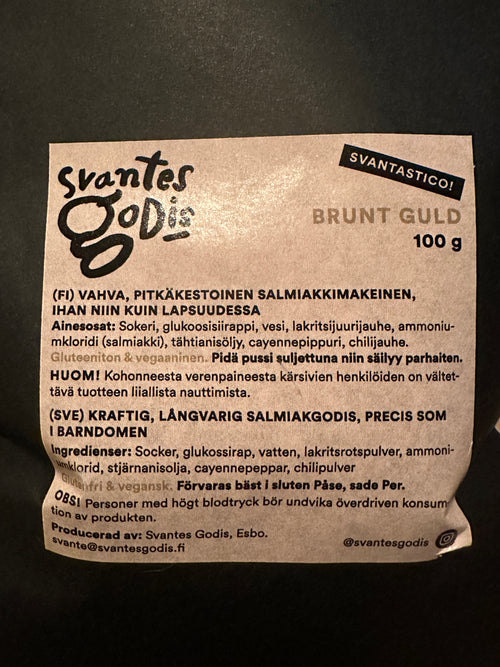 svantes
goDis
SVANTASTICO!
BRUNT GULD
100 g
(FI) VAHVA, PITKÄKESTOINEN SALMIAKKIMAKEINEN,
IHAN NIIN KUIN LAPSUUDESSA
Ainesosat: Sokeri, glukoosisiirappi, vesi, lakritsijuurijauhe, ammoniu-
mkloridi (salmiakki), tähtianisöljy, cayennepippuri, chilijauhe.
Gluteeniton & vegaaninen. Pidä pussi suljettuna niin säilyy parhaiten.
HUOM! Kohonneesta verenpaineesta kärsivien henkilöiden on vältet-
tävä tuotteen liiallista nauttimista.
(SVE) KRAFTIG, LÅNGVARIG SALMIAKGODIS, PRECIS SOM
I BARNDOMEN
Ingredienser: Socker, glukossirap, vatten, lakritsrotspulver, ammoni-
umklorid, stjärnanisolja, cayennepeppar, chilipulver
Glutenfri & vegansk. Förvaras bäst i sluten Påse, sade Per.
OBS! Personer med högt blodtryck bör undvika överdriven konsum
tion av produkten.
Producerad av: Svantes Godis, Esbo.
svante@svantesgodis.fi
@svantesgodis